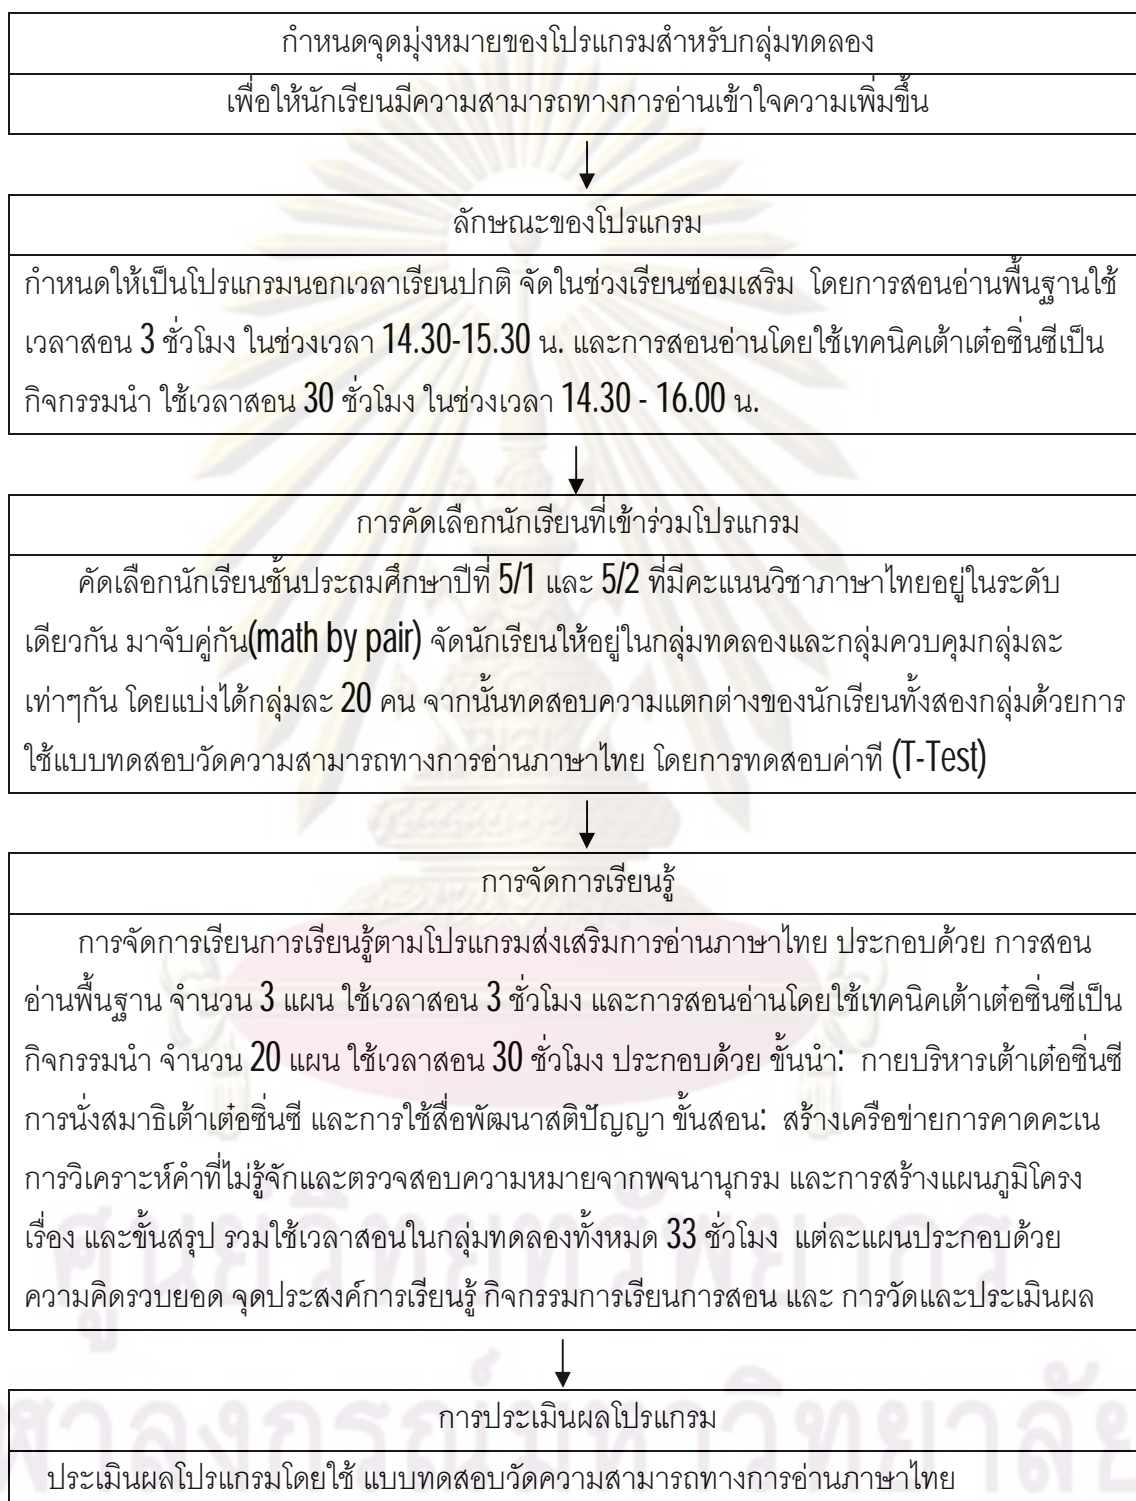 กำหนดจุดมุ่งหมายของโปรแกรมสำหรับกลุ่มทดลอง
เพื่อให้นักเรียนมีความสามารถทางการอ่านเข้าใจความเพิ่มขึ้น
ลักษณะของโปรแกรม
กำหนดให้เป็นโปรแกรมนอกเวลาเรียนปกติ จัดในช่วงเรียนซ่อมเสริม โดยการสอนอ่านพื้นฐานใช้
เวลาสอน 3 ชั่วโมง ในช่วงเวลา 14.30-15.30 น. และการสอนอ่านโดยใช้เทคนิคเต้าเต๋อซิ่นซีเป็น
กิจกรรมนำ ใช้เวลาสอน 30 ชั่วโมง ในช่วงเวลา 14.30 - 16.00 น.
การคัดเลือกนักเรียนที่เข้าร่วมโปรแกรม
คัดเลือกนักเรียนชั้นประถมศึกษาปีที่ 5/1 และ 5/2 ที่มีคะแนนวิชาภาษาไทยอยู่ในระดับ
เดียวกัน มาจับคู่กัน(math by pair) จัดนักเรียนให้อยู่ในกลุ่มทดลองและกลุ่มควบคุมกลุ่มละ
เท่าๆกัน โดยแบ่งได้กลุ่มละ 20 คน จากนั้นทดสอบความแตกต่างของนักเรียนทั้งสองกลุ่มด้วยการ
ใช้แบบทดสอบวัดความสามารถทางการอ่านภาษาไทย โดยการทดสอบค่าที (T-Test)
การจัดการเรียนรู้
การจัดการเรียนการเรียนรู้ตามโปรแกรมส่งเสริมการอ่านภาษาไทย ประกอบด้วย การสอน
อ่านพื้นฐาน จำนวน 3 แผน ใช้เวลาสอน 3 ชั่วโมง และการสอนอ่านโดยใช้เทคนิคเต้าเต๋อซิ่นซีเป็น
กิจกรรมนำ จำนวน 20 แผน ใช้เวลาสอน 30 ชั่วโมง ประกอบด้วย ขั้นนำ: กายบริหารเต้าเต๋อซิ่นซี
การนั่งสมาธิเต้าเต๋อซิ่นซี และการใช้สื่อพัฒนาสติปัญญา ขั้นสอน: สร้างเครือข่ายการคาดคะเน
การวิเคราะห์คำที่ไม่รู้จักและตรวจสอบความหมายจากพจนานุกรม และการสร้างแผนภูมิโครง
เรื่อง และขั้นสรุป รวมใช้เวลาสอนในกลุ่มทดลองทั้งหมด 33 ชั่วโมง แต่ละแผนประกอบด้วย
ความคิดรวบยอด จุดประสงค์การเรียนรู้ กิจกรรมการเรียนการสอน และ การวัดและประเมินผล
การประเมินผลโปรแกรม
ประเมินผลโปรแกรมโดยใช้ แบบทดสอบวัดความสามารถทางการอ่านภาษาไทย
ศูนย์วิทยทรัพยากร
จุฬาลงกรณ์มหาวิทยาลัย